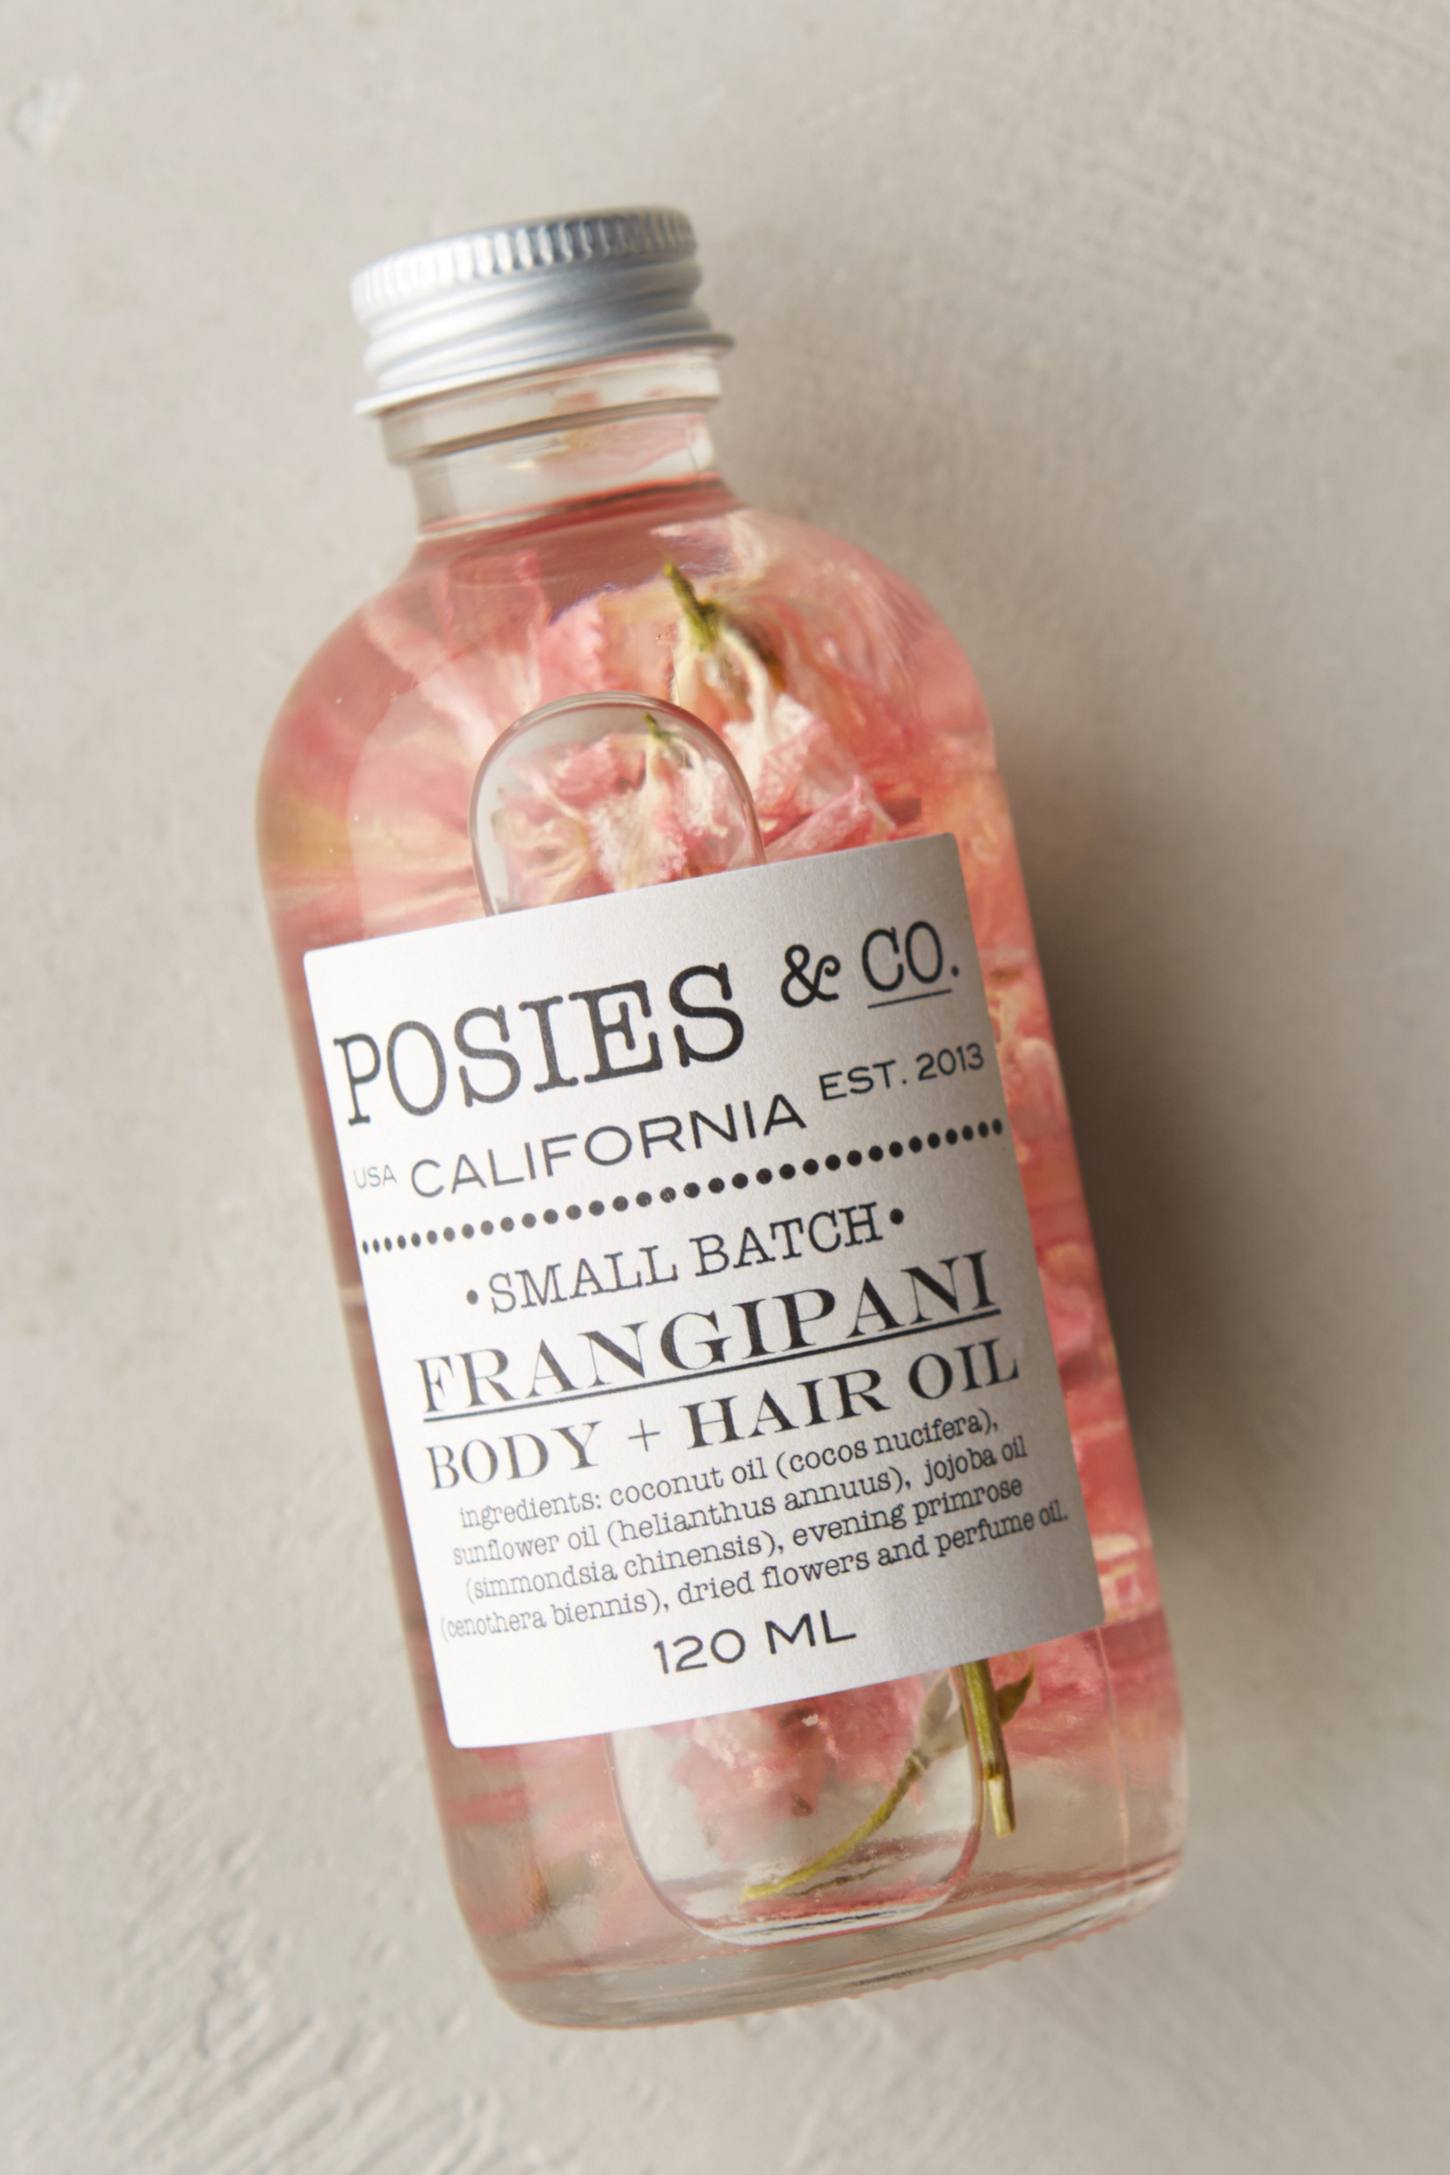 POSIES & CO.
USA CALIFORNIA EST. 2013
•SMALL BATCH•
FRANGIPANI
BODY + HAIR OIL
ingredients: coconut oil (cocos nucifera),
sunflower oil (helianthus annuus), jojoba oil
(simmondsia chinensis), evening primrose
(cenothera biennis), dried flowers and perfume oil.
120 ML